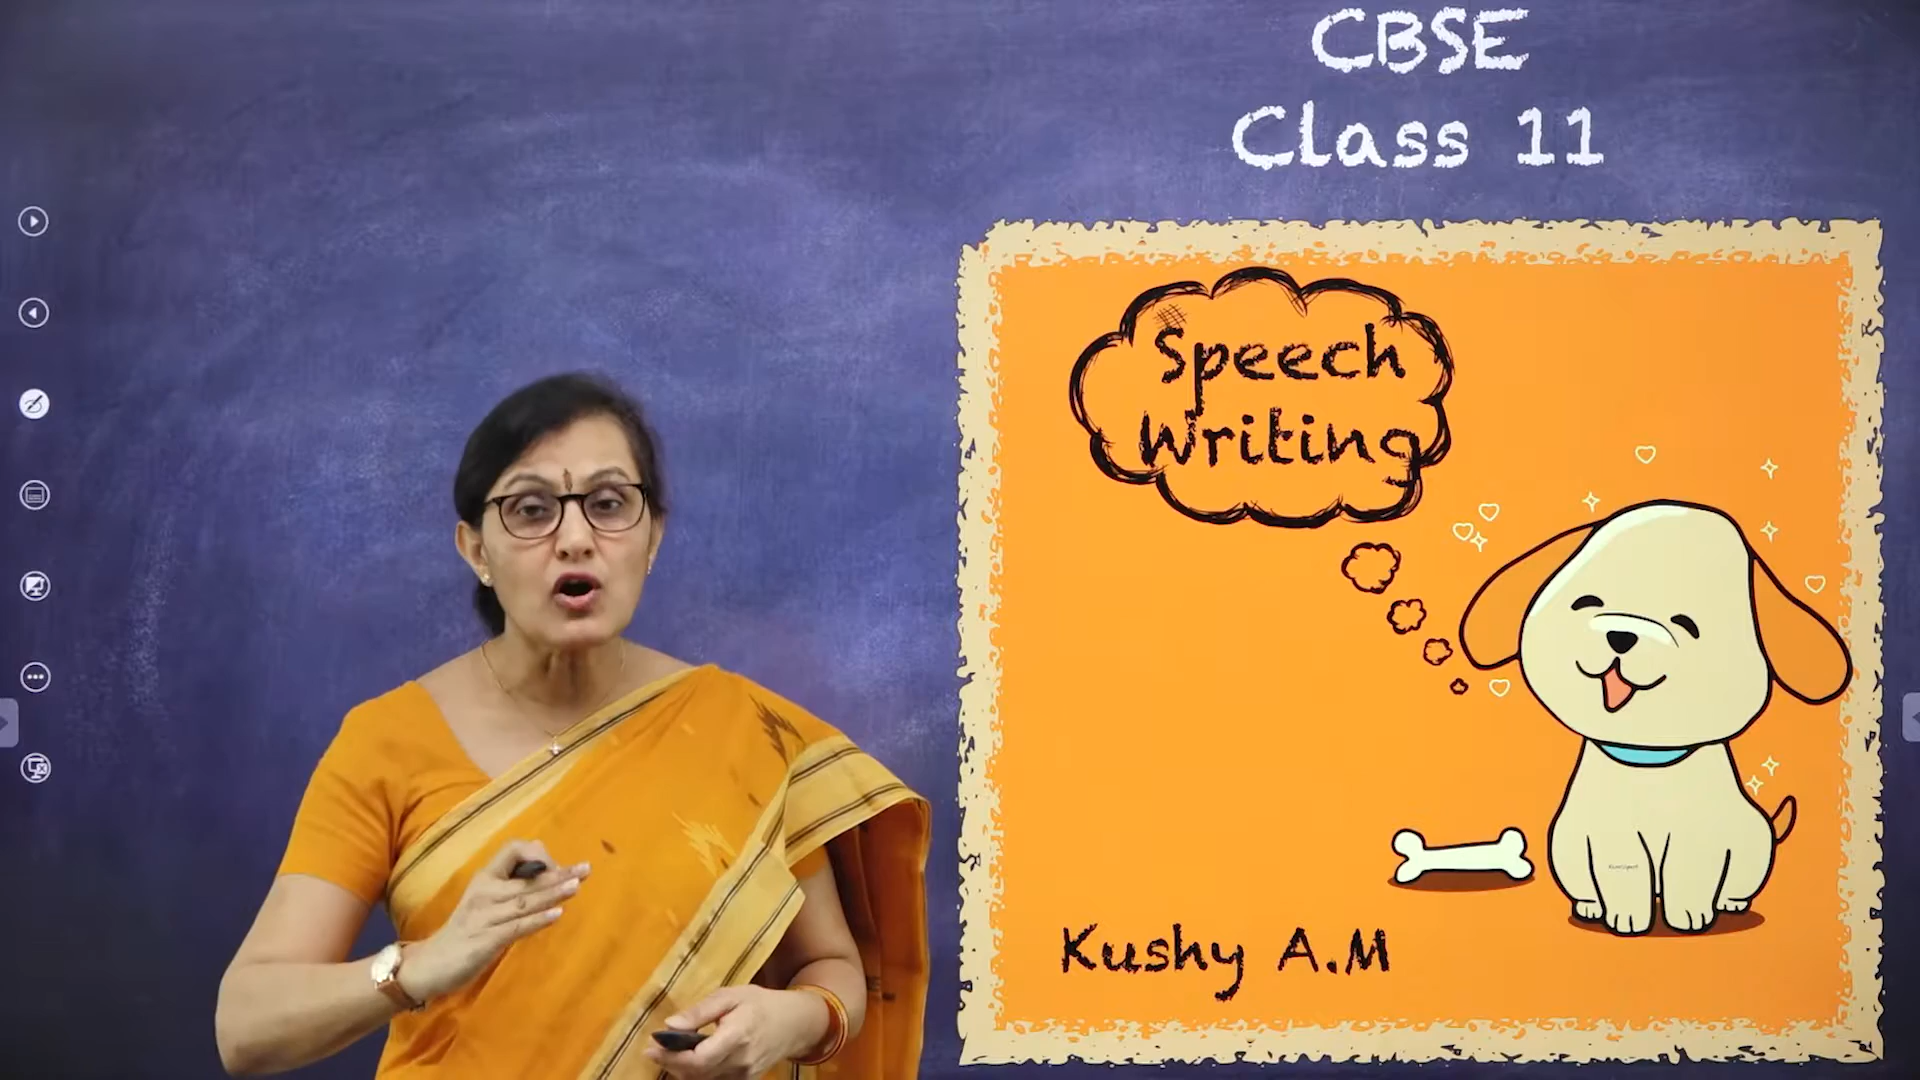 CBSE
Class 11
Speech
Writing
Kushy A.M